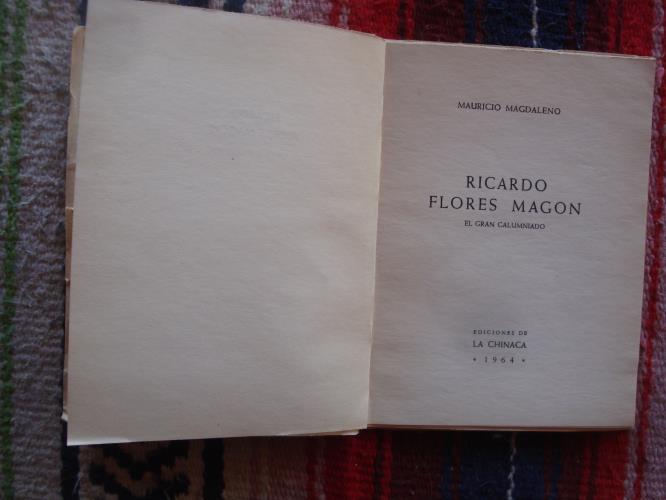 MAURICIO MAGDALENO
RICARDO
FLORES MAGON
EL GRAN CALUMNIADO
EDICIONES DE
LA CHINACA
* 1964 *